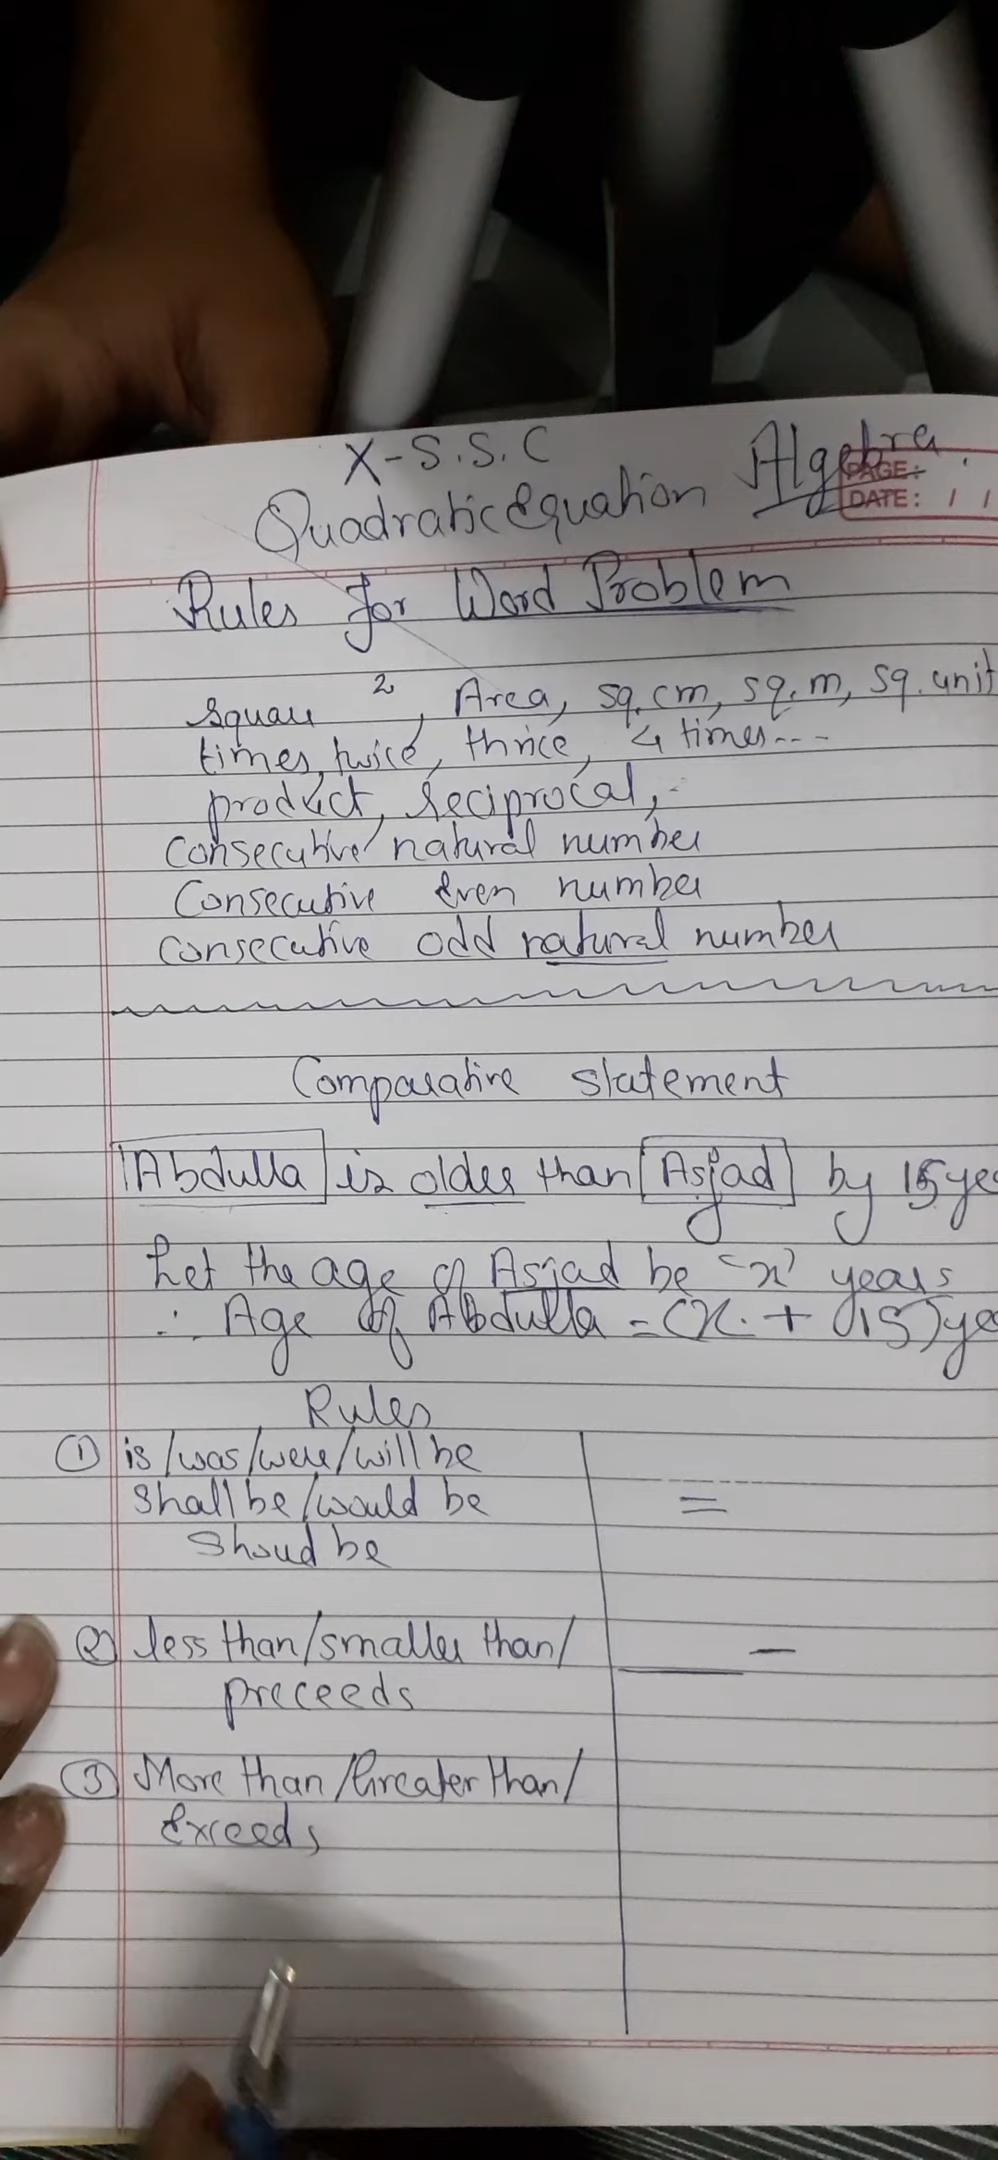 X-S.S.C
Algebra
PAGE:
DATE: / /
Quadratic equation
Rules for Word Problem
square ², Area, sq. cm, sq. m, sq. unit
times, twice, thrice, 4 times---
product, reciprocal,
Consecutive natural number
Consecutive Even number
consecutive odd natural number
Comparative statement
Abdulla is older than Asjad by 15 ye
Let the age of Asjad be 'x' years
∴ Age of Abdulla = (x + 15) ye
Rules
① is/was/were/will be
shall be/would be =
shoud be
② less than/smaller than/ —
preceeds
③ More than/Greater than/
Exceeds